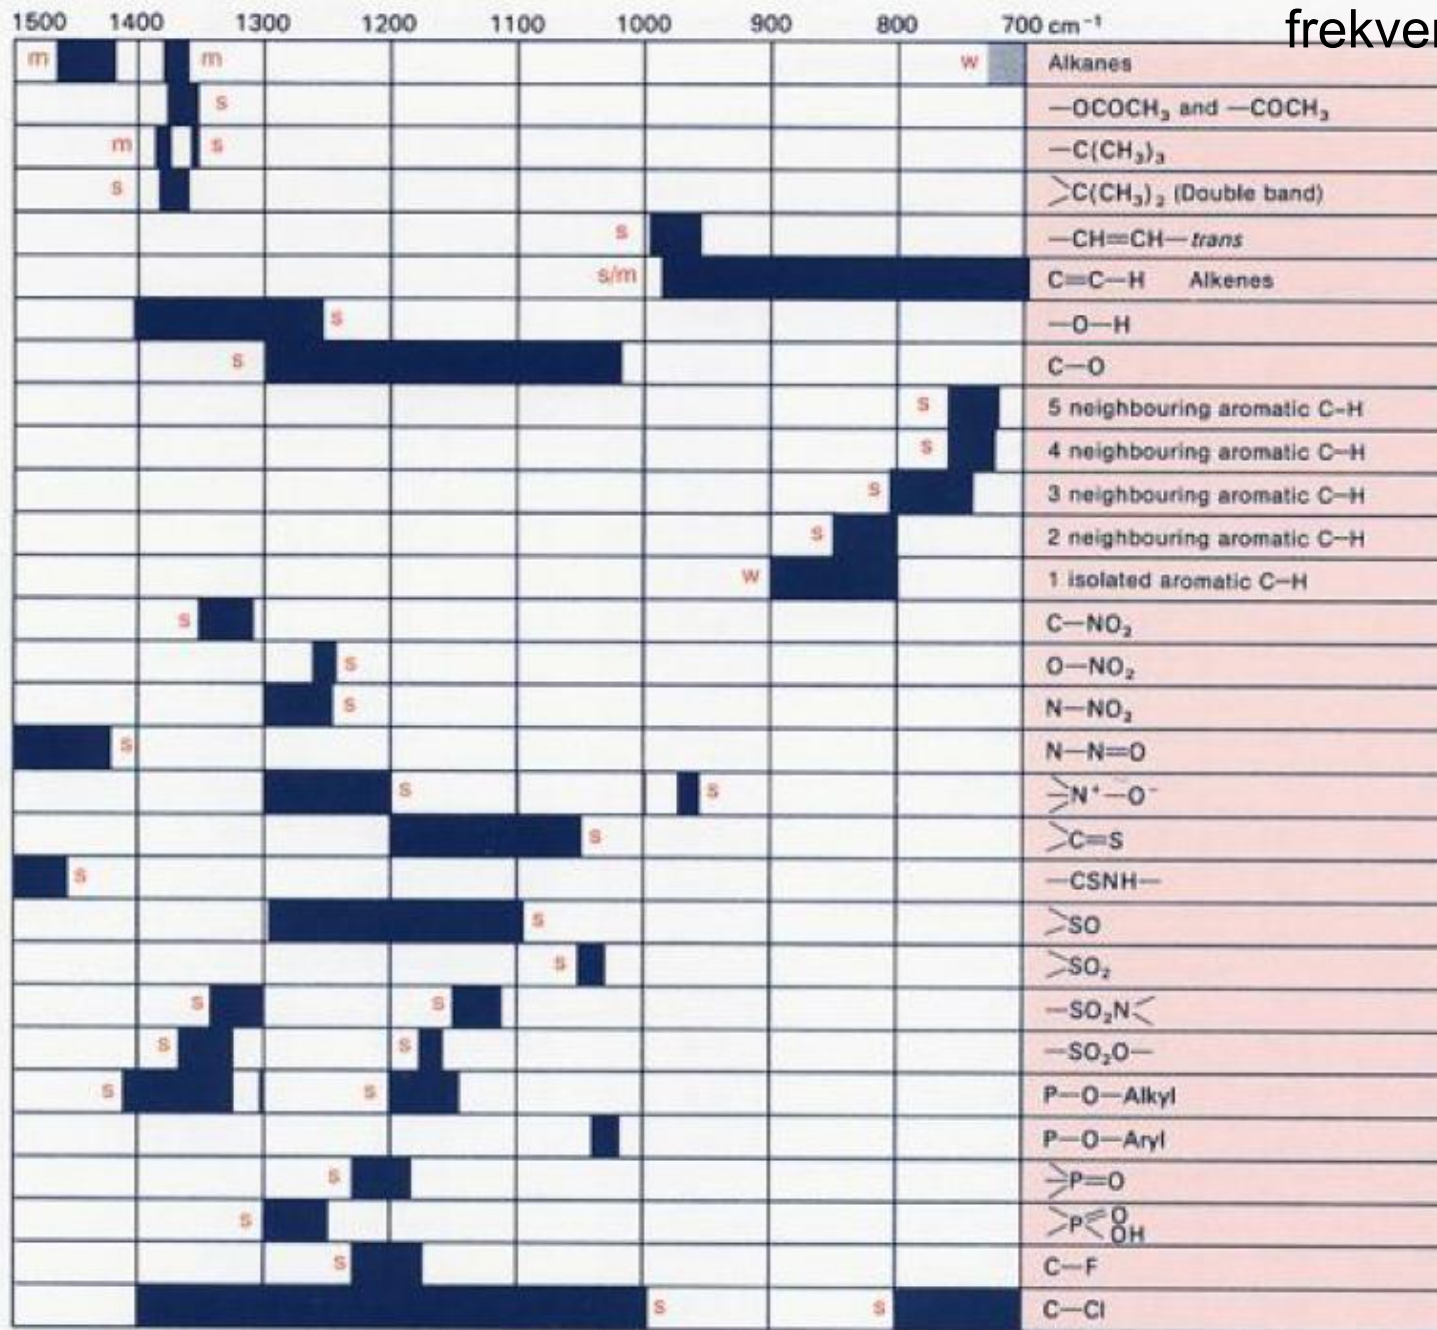 1500 1400 1300 1200 1100 1000 900 800 700 cm⁻¹
frekver
m m w Alkanes
s —OCOCH₃ and —COCH₃
m s —C(CH₃)₃
s >C(CH₃)₂ (Double band)
s —CH=CH—trans
s/m C=C—H Alkenes
s —O—H
s C—O
s 5 neighbouring aromatic C–H
s 4 neighbouring aromatic C–H
s 3 neighbouring aromatic C–H
s 2 neighbouring aromatic C–H
w 1 isolated aromatic C–H
s C—NO₂
s O—NO₂
s N—NO₂
s N—N=O
s s N⁺—O⁻
s >C=S
s —CSNH—
s >SO
s >SO₂
s s —SO₂N<
s s —SO₂O—
s s P—O—Alkyl
P—O—Aryl
s P=O
s >P=O OH
s C—F
s s C—Cl